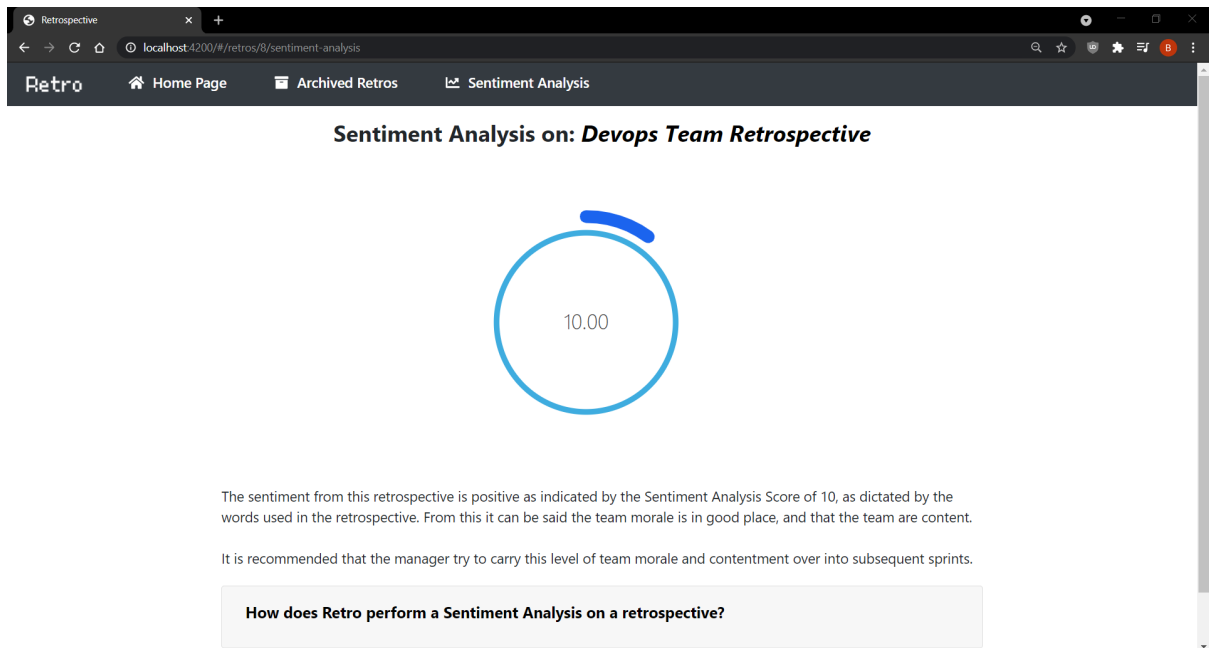 Retrospective
localhost:4200/#/retros/8/sentiment-analysis
B
Retro Home Page Archived Retros Sentiment Analysis
Sentiment Analysis on: Devops Team Retrospective
10.00
The sentiment from this retrospective is positive as indicated by the Sentiment Analysis Score of 10, as dictated by the
words used in the retrospective. From this it can be said the team morale is in good place, and that the team are content.
It is recommended that the manager try to carry this level of team morale and contentment over into subsequent sprints.
How does Retro perform a Sentiment Analysis on a retrospective?